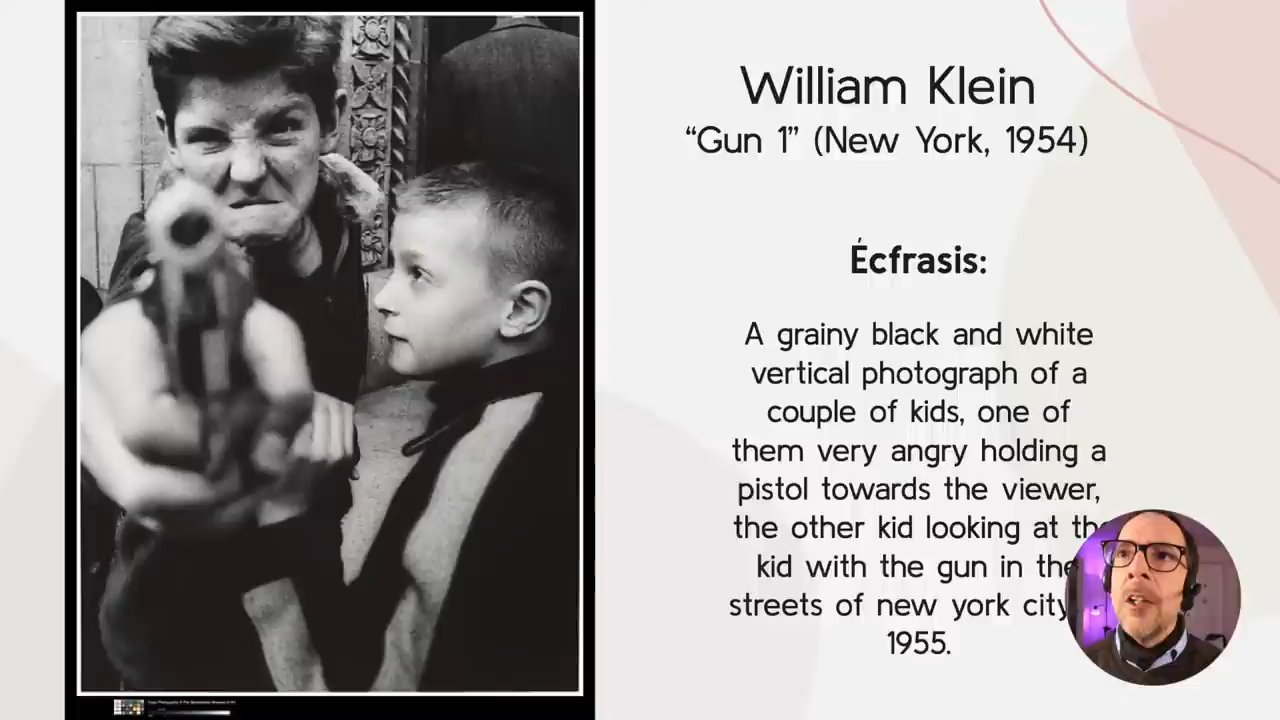 William Klein
“Gun 1” (New York, 1954)
Écfrasis:
A grainy black and white
vertical photograph of a
couple of kids, one of
them very angry holding a
pistol towards the viewer,
the other kid looking at the
kid with the gun in the
streets of new york city
1955.